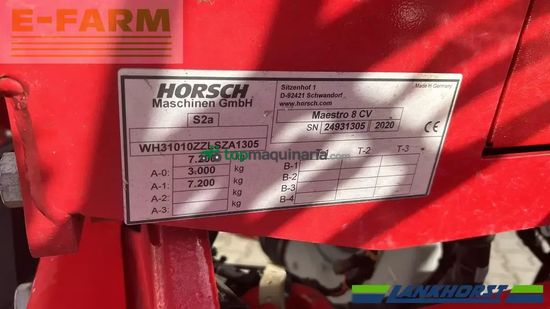 E-FARM
HORSCH
Maschinen GmbH
Sitzenhof 1
D-92421 Schwandorf
www.horsch.com
Made in Germany
S2a
Maestro 8 CV
SN 24931305 2020
CE
WH31010ZZLSZA1305
7.200 kg
A-0: 3.000 kg
A-1: 7.200 kg
A-2: kg
A-3: kg
T-2 T-3
B-1
B-2
B-3
B-4
topmaquinaria.com
LANKHORST